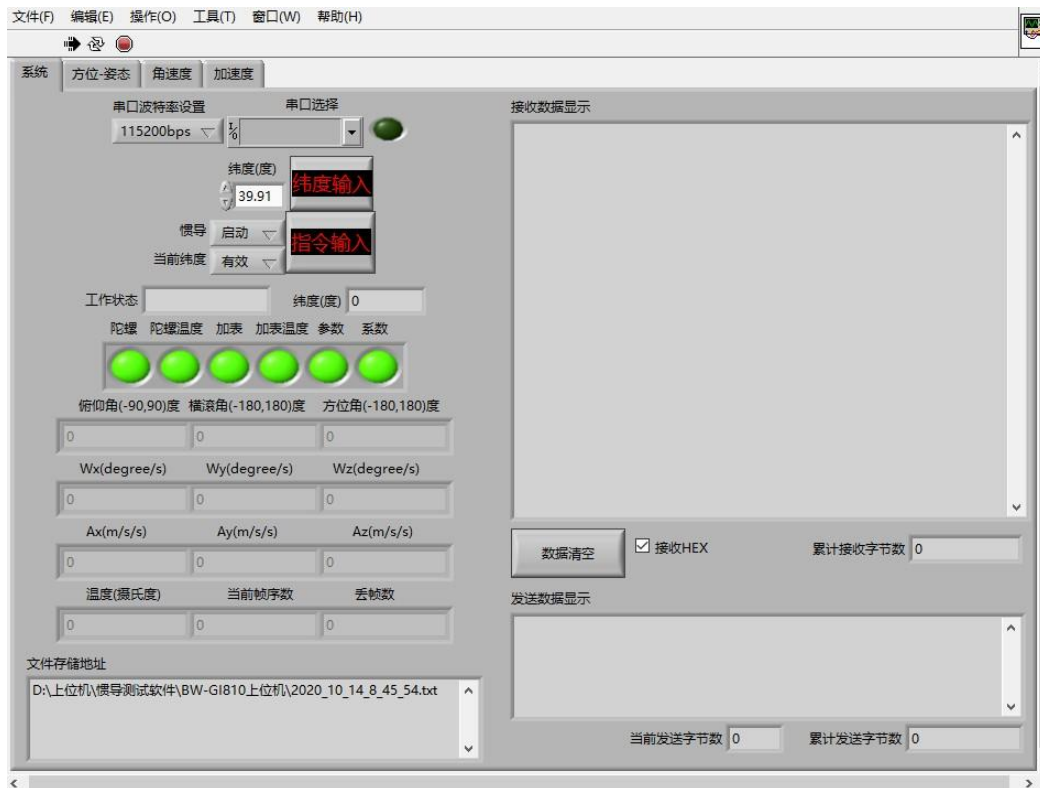 文件(F) 编辑(E) 操作(O) 工具(T) 窗口(W) 帮助(H)
系统 方位-姿态 角速度 加速度
串口波特率设置 串口选择
115200bps
纬度(度)
39.91
纬度输入
惯导 启动
指令输入
当前纬度 有效
工作状态 纬度(度) 0
陀螺 陀螺温度 加表 加表温度 参数 系数
俯仰角(-90,90)度 横滚角(-180,180)度 方位角(-180,180)度
0 0 0
Wx(degree/s) Wy(degree/s) Wz(degree/s)
0 0 0
Ax(m/s/s) Ay(m/s/s) Az(m/s/s)
0 0 0
温度(摄氏度) 当前帧序数 丢帧数
0 0 0
文件存储地址
D:\上位机\惯导测试软件\BW-GI810上位机\2020_10_14_8_45_54.txt
接收数据显示
数据清空 接收HEX 累计接收字节数 0
发送数据显示
当前发送字节数 0 累计发送字节数 0